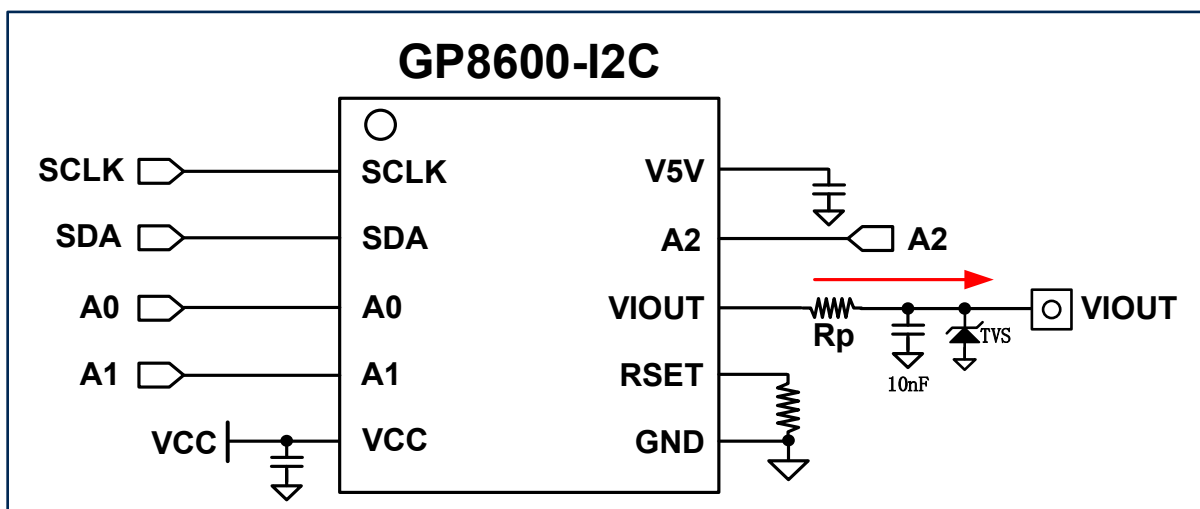 GP8600-I2C
SCLK SCLK V5V
SDA SDA A2 A2
A0 A0 VIOUT VIOUT
Rp TVS
10nF
A1 A1 RSET
VCC VCC GND